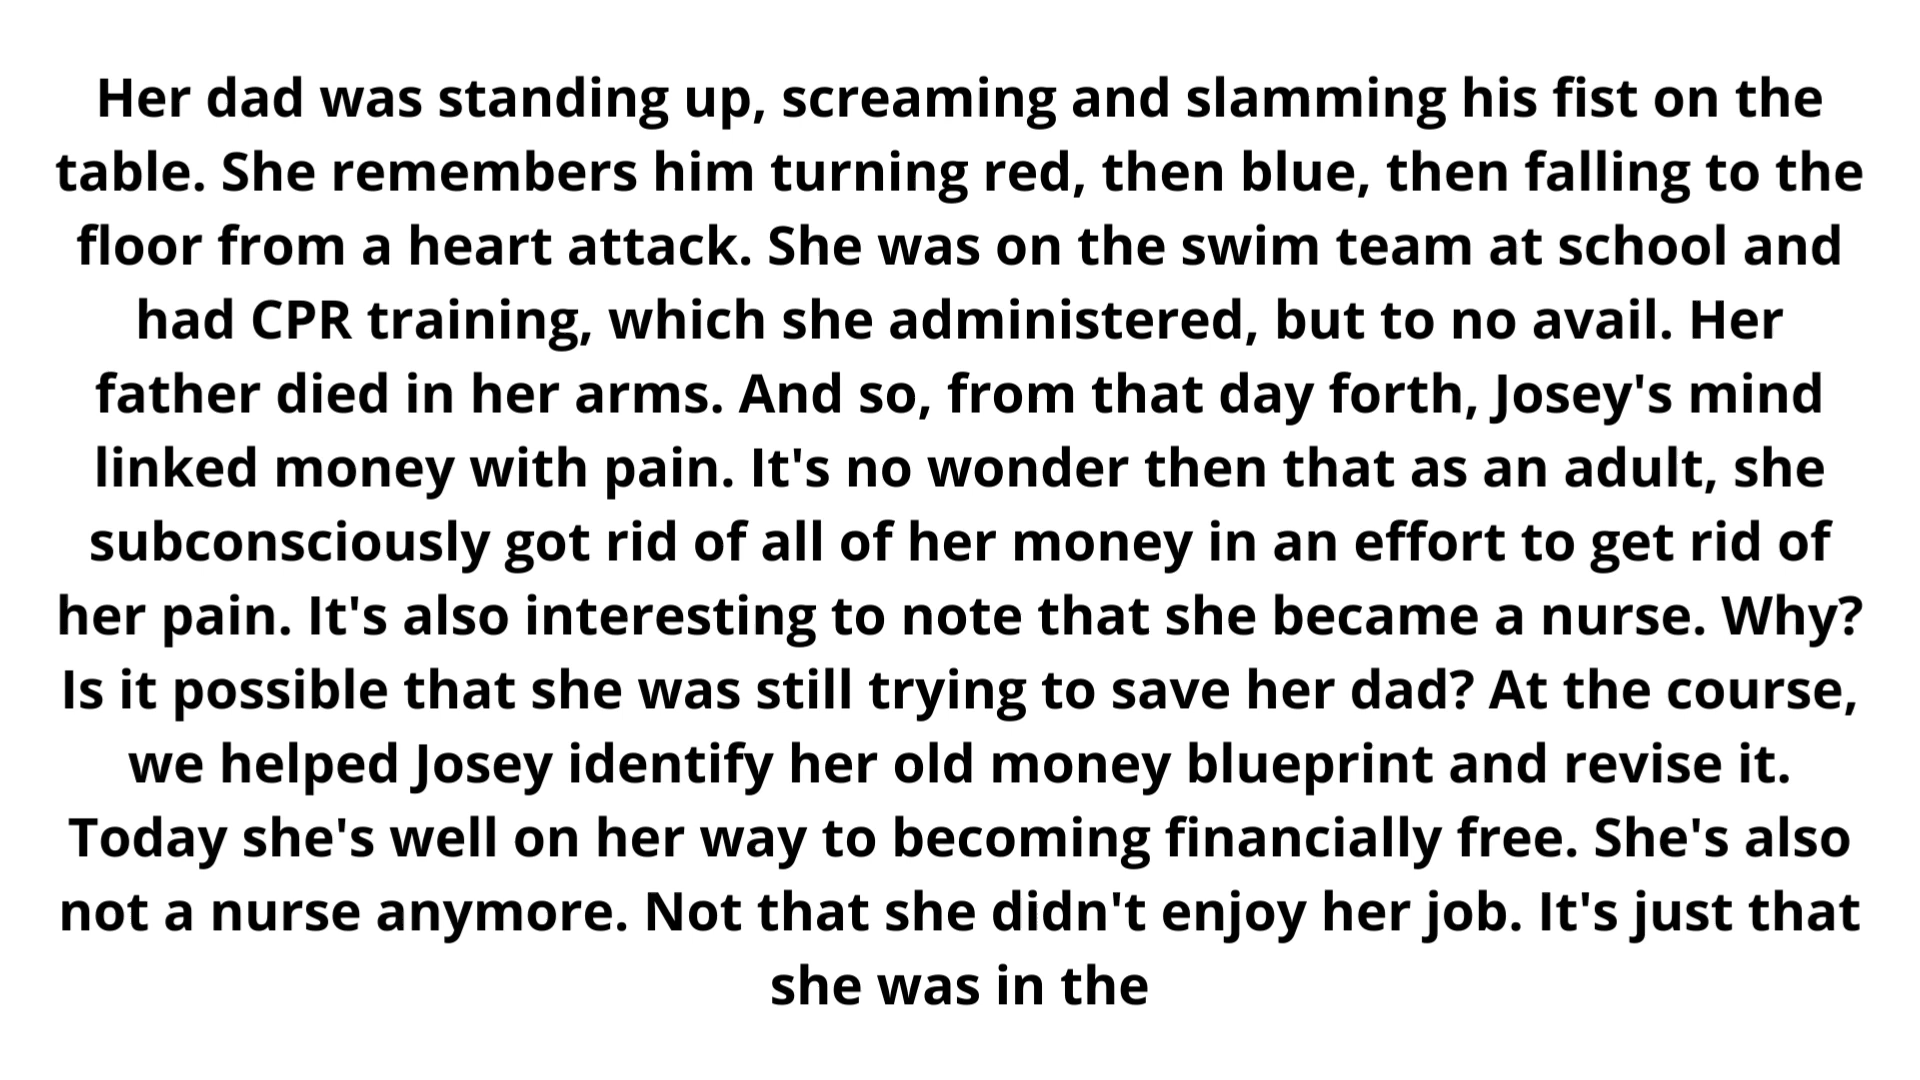 Her dad was standing up, screaming and slamming his fist on the
table. She remembers him turning red, then blue, then falling to the
floor from a heart attack. She was on the swim team at school and
had CPR training, which she administered, but to no avail. Her
father died in her arms. And so, from that day forth, Josey's mind
linked money with pain. It's no wonder then that as an adult, she
subconsciously got rid of all of her money in an effort to get rid of
her pain. It's also interesting to note that she became a nurse. Why?
Is it possible that she was still trying to save her dad? At the course,
we helped Josey identify her old money blueprint and revise it.
Today she's well on her way to becoming financially free. She's also
not a nurse anymore. Not that she didn't enjoy her job. It's just that
she was in the